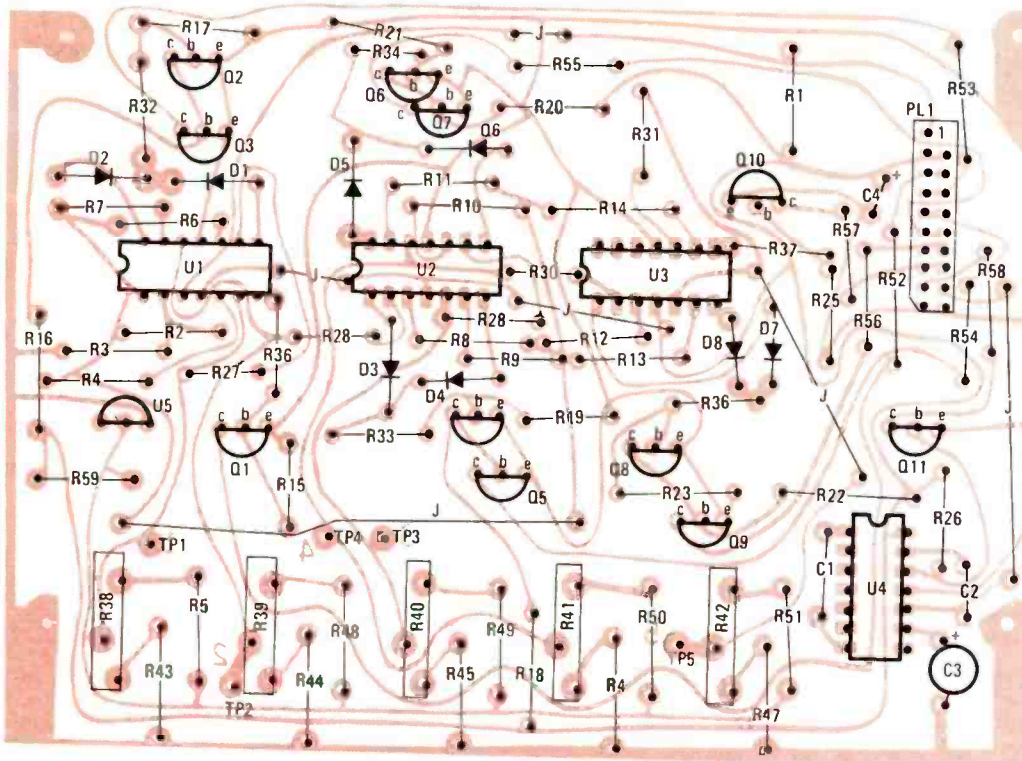 R17
R21
J
c b e
Q2
R34
R55
R53
c b e
Q6
R32
R20
R1
PL1
c b e
Q7
R31
1
c b e
Q3
Q6
D2
D1
D5
Q10
C4 +
R7
R11
e b c
R6
R10
R14
R57
R37
U1
J
U2
R30
U3
R25
R52
R58
R16
R2
R28
R28
J
R56
R3
R36
R8
R12
D8
D7
R54
R4
R27
D3
R9
R13
D4
J
J
U5
R36
c b e
Q1
c b e
R19
c b e
Q11
R33
c b e
Q8
R59
R15
c b e
Q5
R23
R22
R26
J
c b e
Q9
TP1
4
TP4
TP3
C1
U4
C2
R38
R5
R39
R48
R40
R49
R41
R50
R42
R51
R43
2
R44
R45
R18
R4
TP5
R47
+
C3
TP2